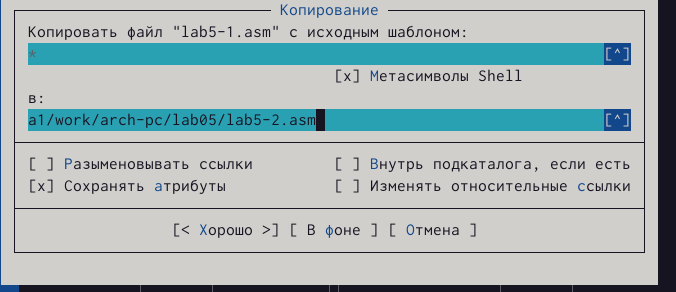 Копирование
Копировать файл "lab5-1.asm" с исходным шаблоном:
* [^]
[x] Метасимволы Shell
в:
a1/work/arch-pc/lab05/lab5-2.asm [^]
[ ] Разыменовывать ссылки [ ] Внутрь подкаталога, если есть
[x] Сохранять атрибуты [ ] Изменять относительные ссылки
[< Хорошо >] [ В фоне ] [ Отмена ]